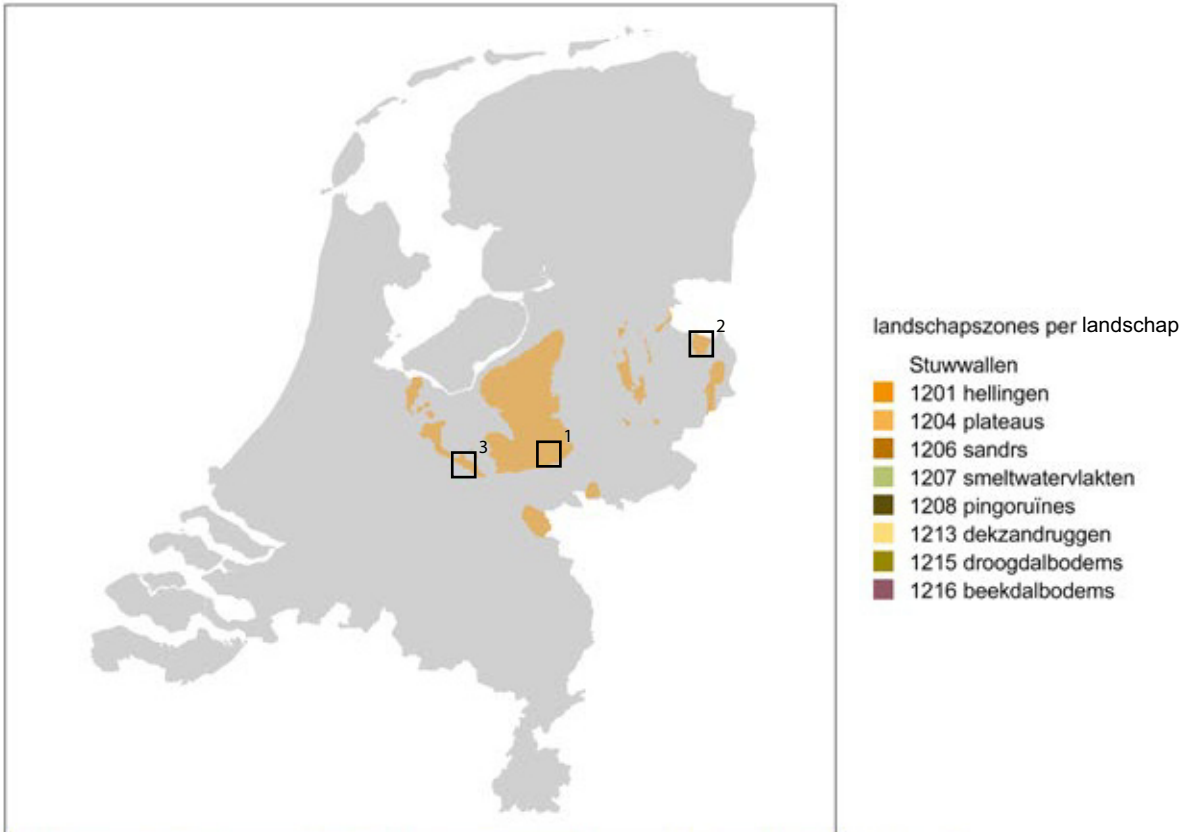 2
1
3
landschapszones per landschap
Stuwwallen
1201 hellingen
1204 plateaus
1206 sandrs
1207 smeltwatervlakten
1208 pingoruïnes
1213 dekzandruggen
1215 droogdalbodems
1216 beekdalbodems